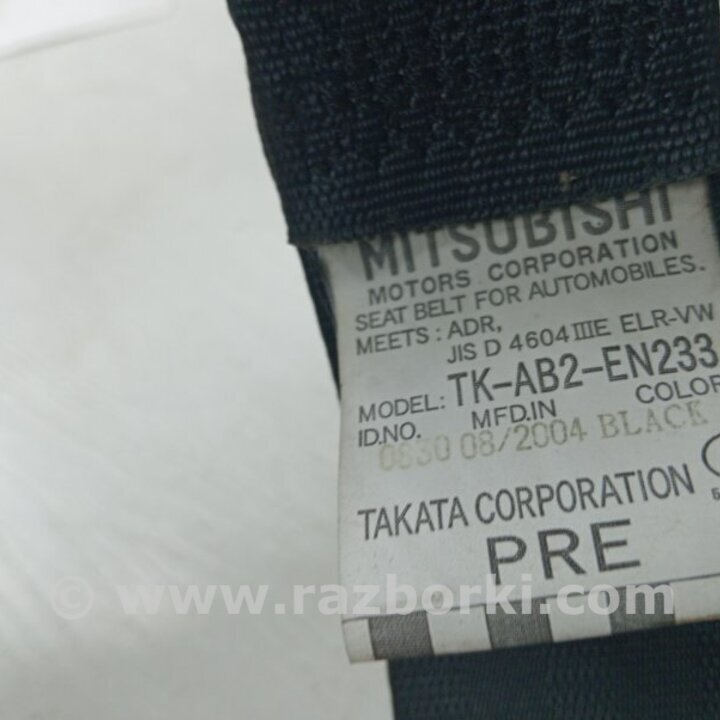 MITSUBISHI
MOTORS CORPORATION
SEAT BELT FOR AUTOMOBILES.
MEETS: ADR,
JIS D 4604 IIIE ELR-VW
MODEL: TK-AB2-EN233
ID.NO. MFD.IN COLOR
0630 08/2004 BLACK
TAKATA CORPORATION
PRE
© www.razborki.com